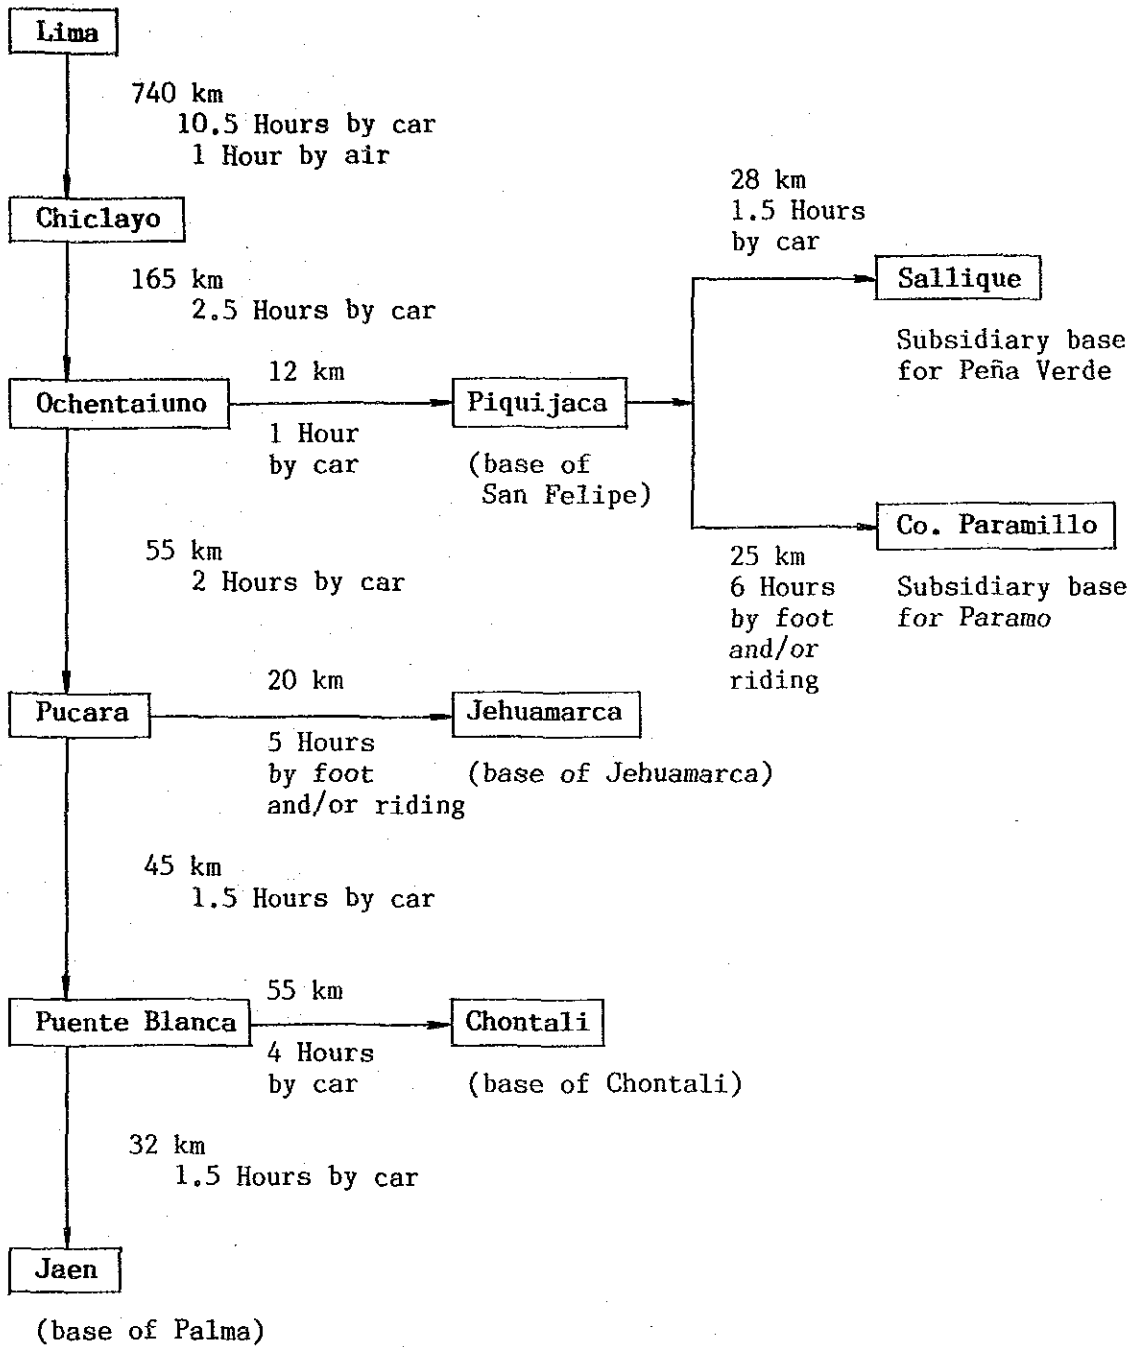 Lima
740 km
10.5 Hours by car
1 Hour by air
Chiclayo
165 km
2.5 Hours by car
28 km
1.5 Hours
by car
Sallique
Subsidiary base
for Peña Verde
Ochentaiuno
12 km
1 Hour
by car
Piquijaca
(base of
San Felipe)
Co. Paramillo
25 km
6 Hours
by foot
and/or
riding
Subsidiary base
for Paramo
55 km
2 Hours by car
Pucara
20 km
5 Hours
by foot
and/or riding
Jehuamarca
(base of Jehuamarca)
45 km
1.5 Hours by car
Puente Blanca
55 km
4 Hours
by car
Chontali
(base of Chontali)
32 km
1.5 Hours by car
Jaen
(base of Palma)